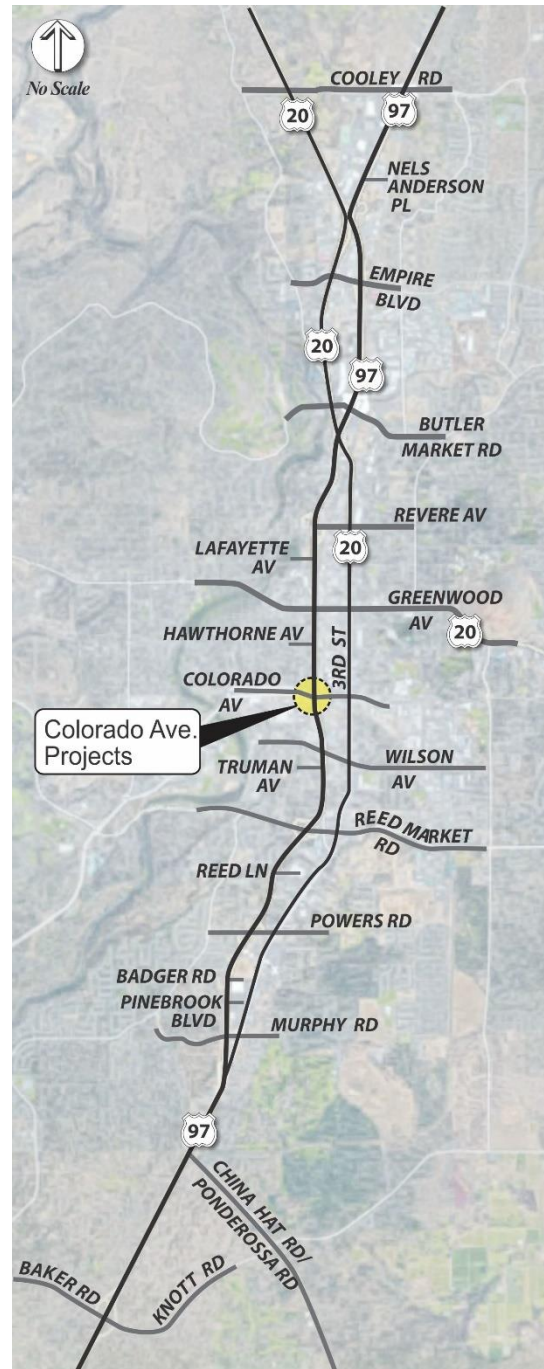 No Scale
COOLEY RD
20
97
NELS
ANDERSON
PL
EMPIRE
BLVD
20
97
BUTLER
MARKET RD
REVERE AV
LAFAYETTE
AV
20
GREENWOOD
AV
20
HAWTHORNE AV
3RD ST
COLORADO
AV
Colorado Ave.
Projects
WILSON
AV
TRUMAN
AV
REED MARKET
RD
REED LN
POWERS RD
BADGER RD
PINEBROOK
BLVD
MURPHY RD
97
CHINA HAT RD/
PONDEROSSA RD
BAKER RD
KNOTT RD